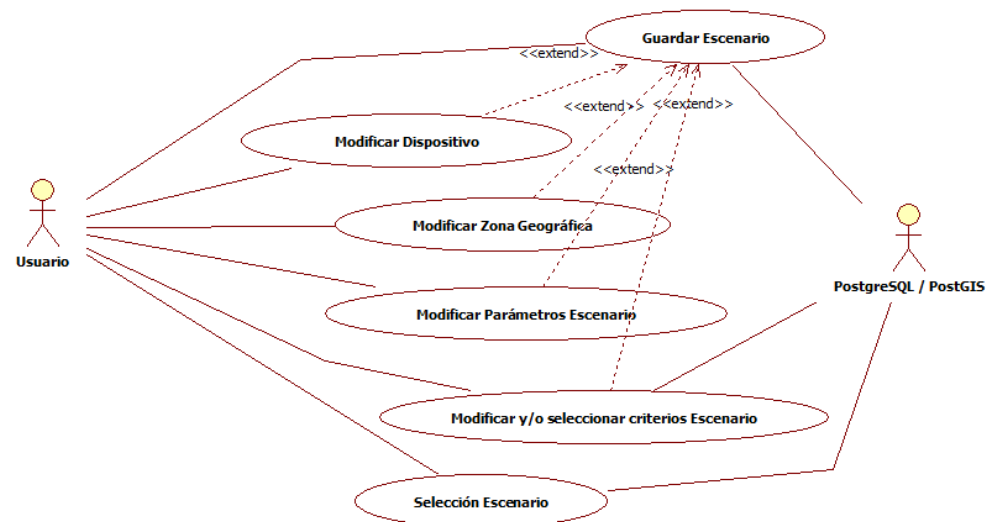 Guardar Escenario
<<extend>>
<<extend>>
<<extend>>
Modificar Dispositivo
<<extend>>
Modificar Zona Geográfica
Usuario
PostgreSQL / PostGIS
Modificar Parámetros Escenario
Modificar y/o seleccionar criterios Escenario
Selección Escenario